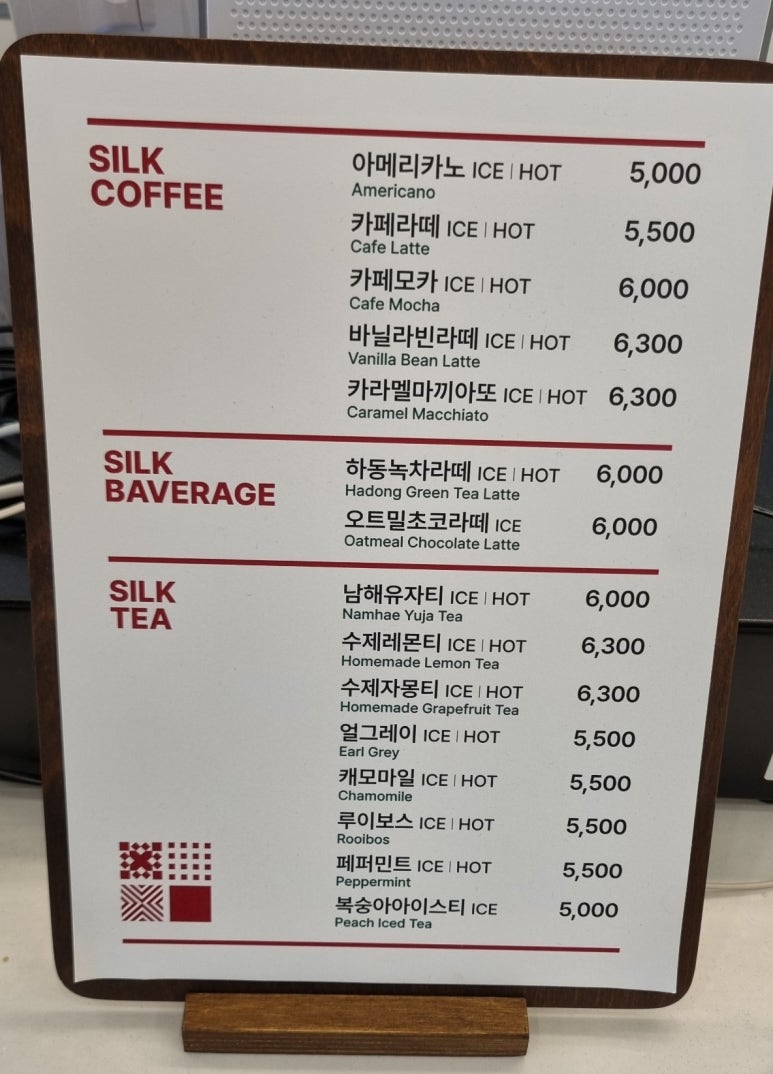 SILK
COFFEE
아메리카노 ICE | HOT 5,000
Americano
카페라떼 ICE | HOT 5,500
Cafe Latte
카페모카 ICE | HOT 6,000
Cafe Mocha
바닐라빈라떼 ICE | HOT 6,300
Vanilla Bean Latte
카라멜마끼아또 ICE | HOT 6,300
Caramel Macchiato
SILK
BAVERAGE
하동녹차라떼 ICE | HOT 6,000
Hadong Green Tea Latte
오트밀초코라떼 ICE 6,000
Oatmeal Chocolate Latte
SILK
TEA
남해유자티 ICE | HOT 6,000
Namhae Yuja Tea
수제레몬티 ICE | HOT 6,300
Homemade Lemon Tea
수제자몽티 ICE | HOT 6,300
Homemade Grapefruit Tea
얼그레이 ICE | HOT 5,500
Earl Grey
캐모마일 ICE | HOT 5,500
Chamomile
루이보스 ICE | HOT 5,500
Rooibos
페퍼민트 ICE | HOT 5,500
Peppermint
복숭아아이스티 ICE 5,000
Peach Iced Tea